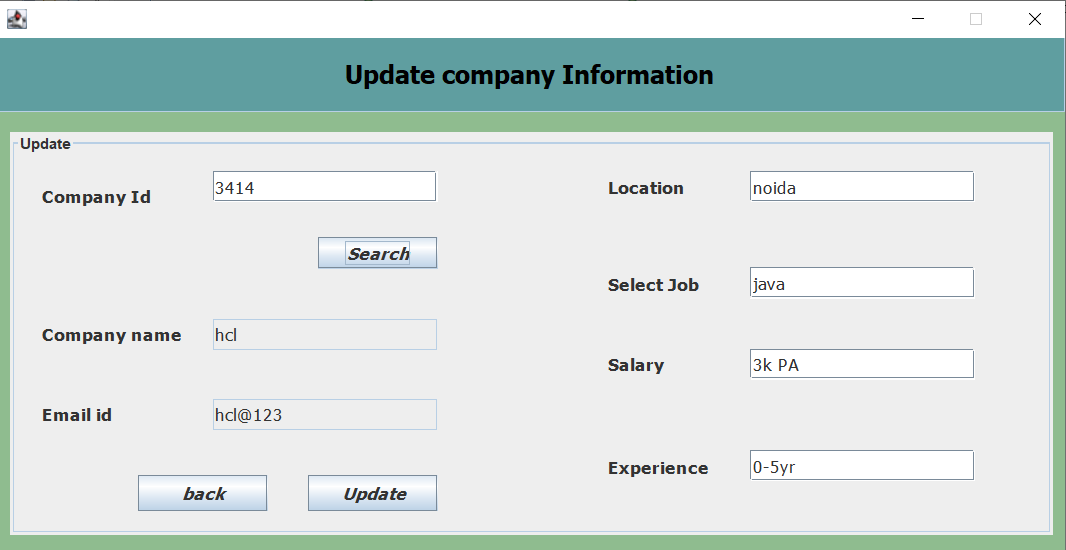 Update company Information
Update
Company Id
3414
Search
Company name
hcl
Email id
hcl@123
back
Update
Location
noida
Select Job
java
Salary
3k PA
Experience
0-5yr